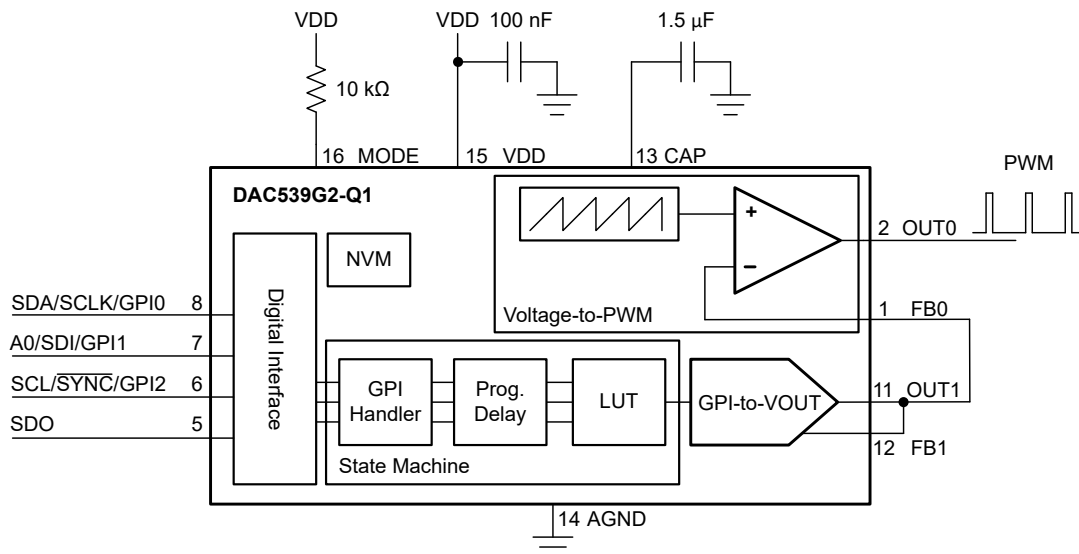 VDD
VDD 100 nF
1.5 µF
10 kΩ
16 MODE
15 VDD
13 CAP
PWM
DAC539G2-Q1
NVM
Digital Interface
+
−
Voltage-to-PWM
2 OUT0
1 FB0
SDA/SCLK/GPI0 8
A0/SDI/GPI1 7
SCL/SYNC/GPI2 6
SDO 5
GPI Handler
Prog. Delay
LUT
State Machine
GPI-to-VOUT
11 OUT1
12 FB1
14 AGND